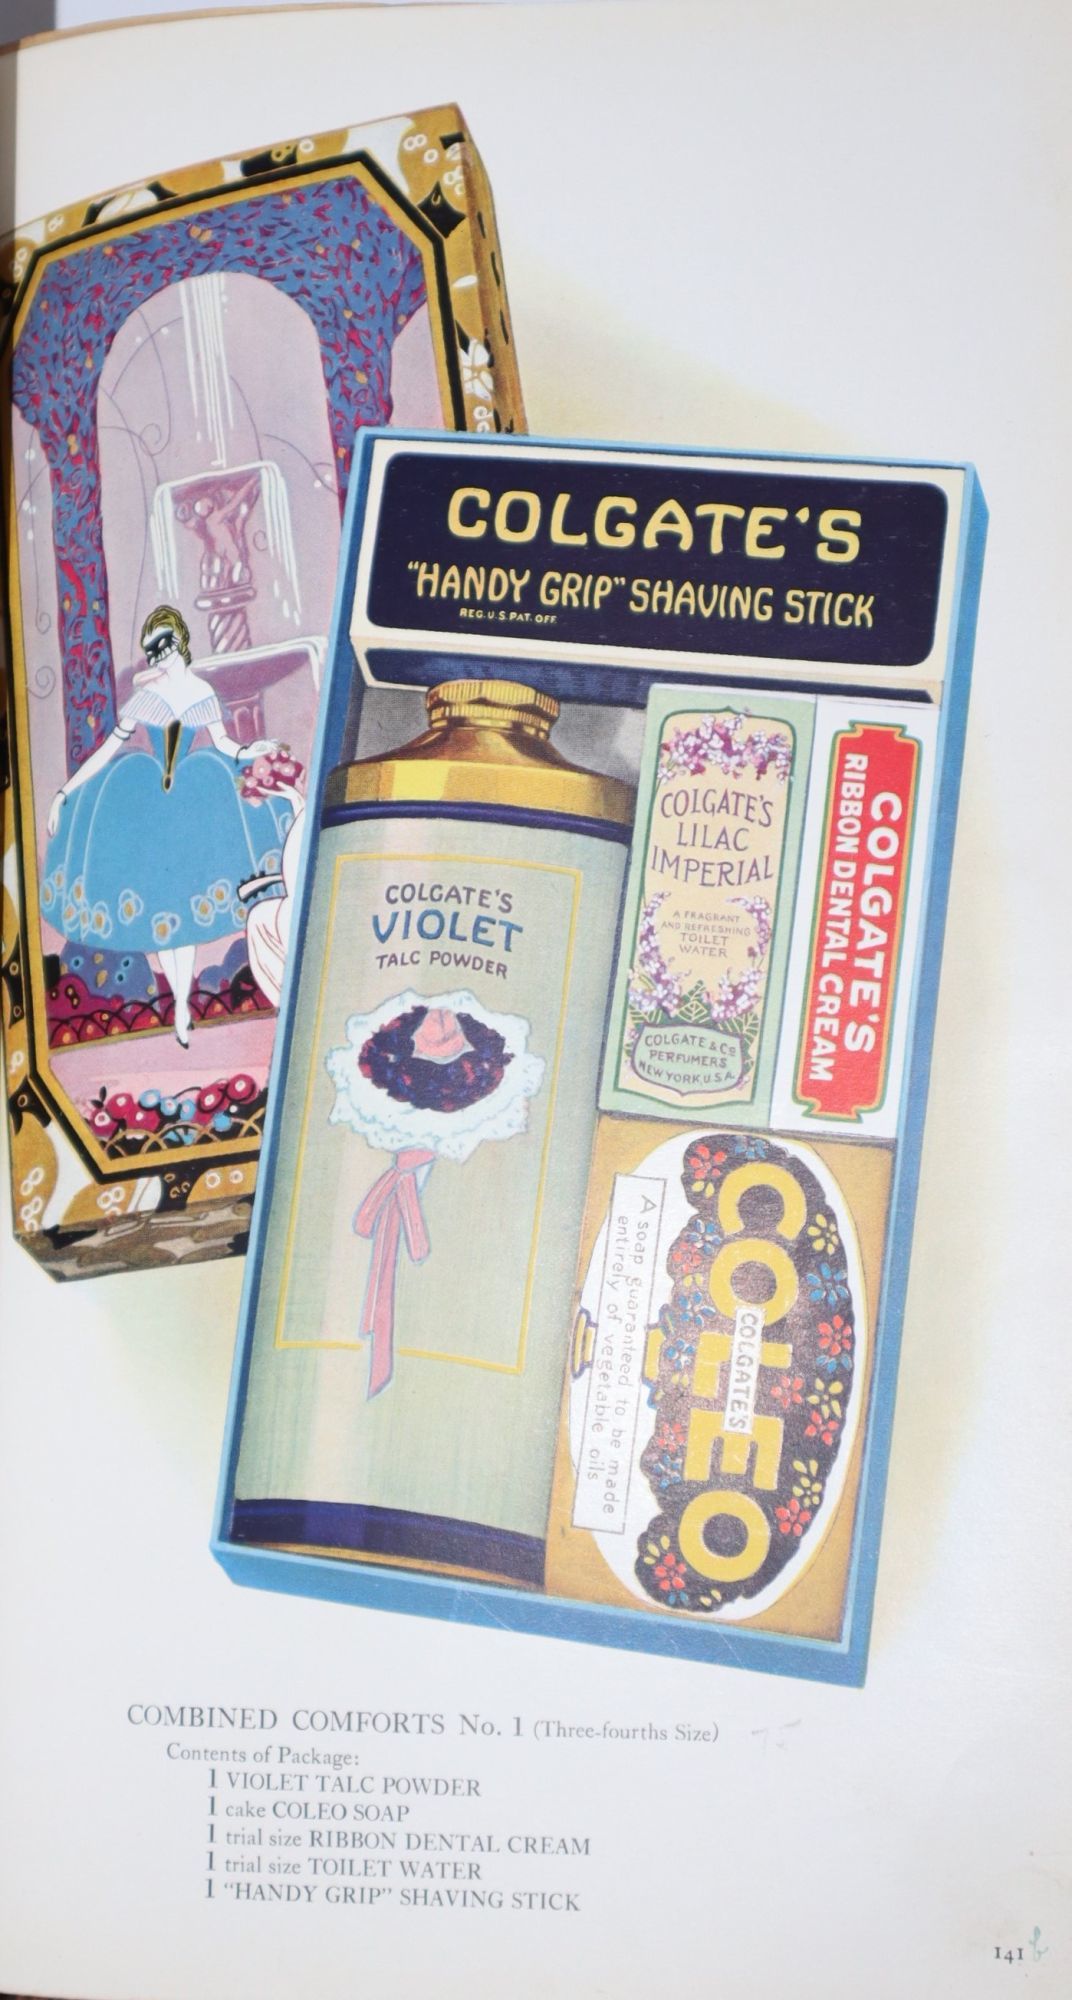 COLGATE'S
"HANDY GRIP" SHAVING STICK
REG. U.S. PAT. OFF.
COLGATE'S
VIOLET
TALC POWDER
COLGATE'S
LILAC
IMPERIAL
A FRAGRANT
AND REFRESHING
TOILET
WATER
COLGATE & Co
PERFUMERS
NEW YORK, U.S.A.
COLGATE'S
RIBBON DENTAL CREAM
COLEO
COLGATE'S
A soap guaranteed to be made
entirely of vegetable oils
COMBINED COMFORTS No. 1 (Three-fourths Size)
75
Contents of Package:
1 VIOLET TALC POWDER
1 cake COLEO SOAP
1 trial size RIBBON DENTAL CREAM
1 trial size TOILET WATER
1 "HANDY GRIP" SHAVING STICK
141 b